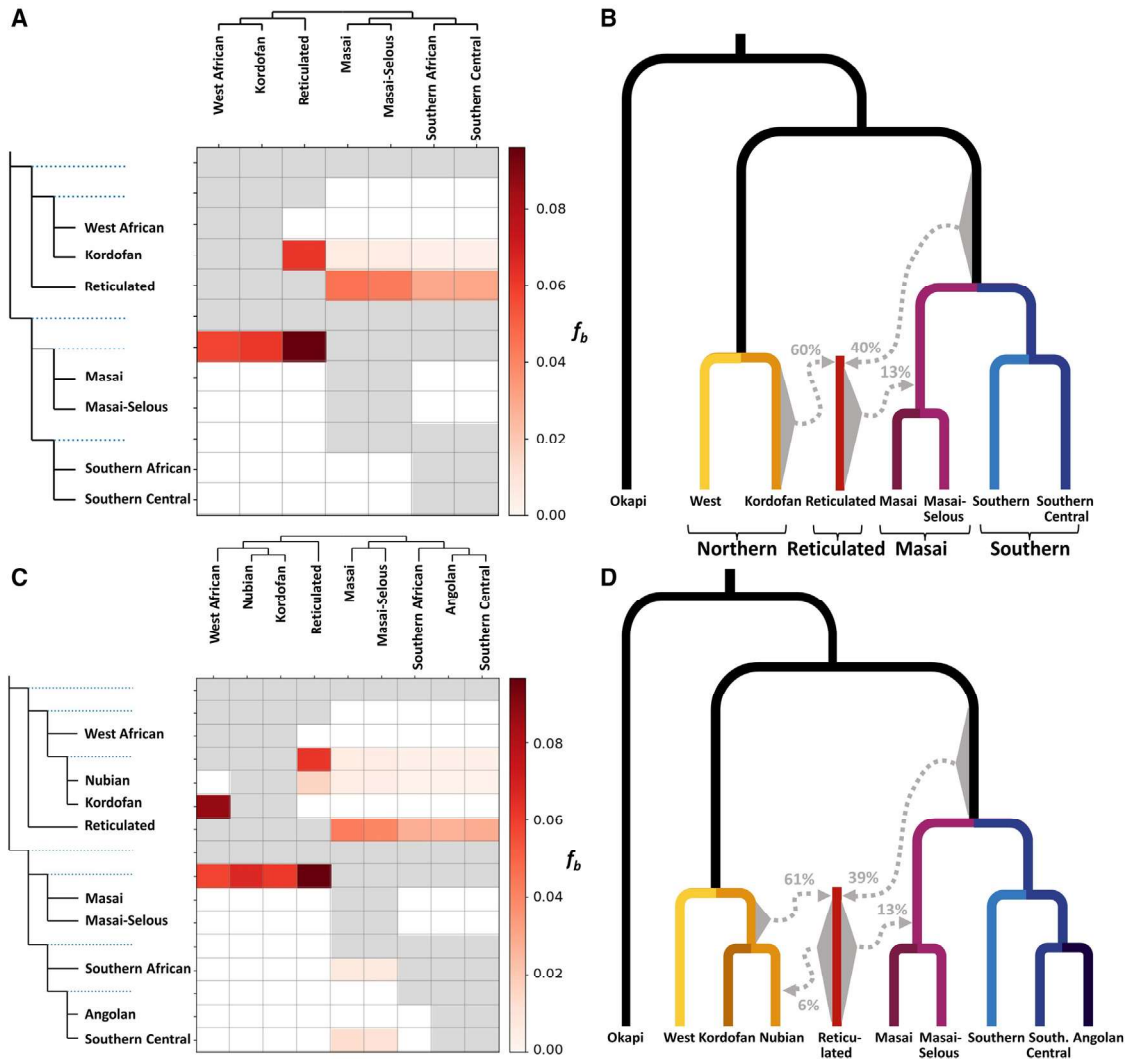 A
West African
Kordofan
Reticulated
Masai
Masai-Selous
Southern African
Southern Central
West African
Kordofan
Reticulated
Masai
Masai-Selous
Southern African
Southern Central
0.08
0.06
0.04
0.02
0.00
fb
B
60%
40%
13%
Okapi
West
Kordofan
Reticulated
Masai
Masai-
Selous
Southern
Southern
Central
Northern
Reticulated
Masai
Southern
C
West African
Nubian
Kordofan
Reticulated
Masai
Masai-Selous
Southern African
Angolan
Southern Central
West African
Nubian
Kordofan
Reticulated
Masai
Masai-Selous
Southern African
Angolan
Southern Central
0.08
0.06
0.04
0.02
0.00
fb
D
61%
39%
13%
6%
Okapi
West
Kordofan
Nubian
Reticu-
lated
Masai
Masai-
Selous
Southern
South.
Central
Angolan